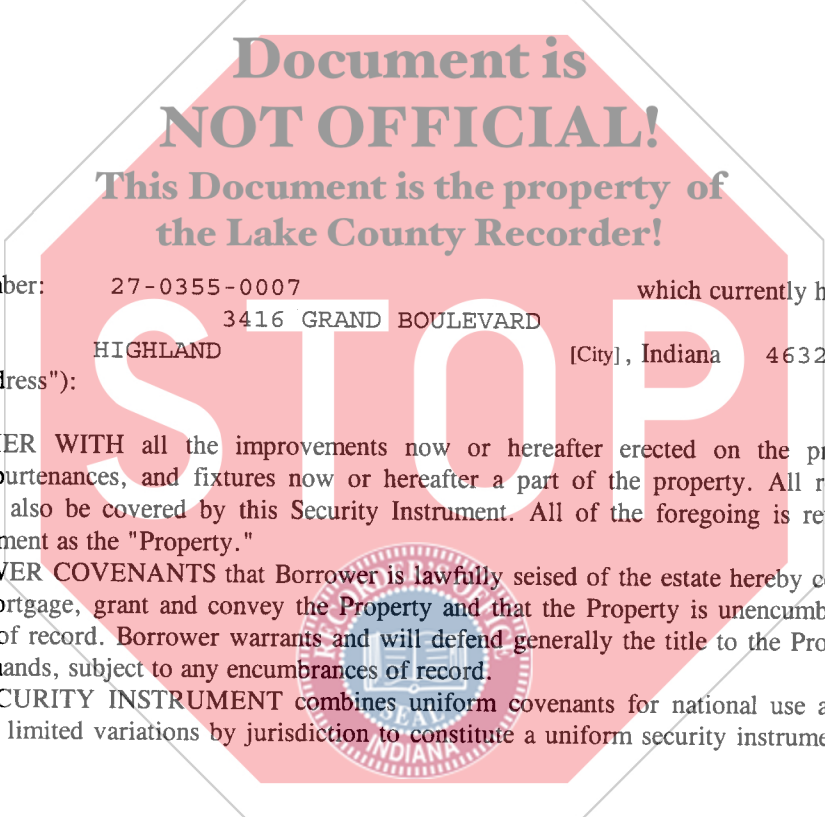 Document is
NOT OFFICIAL!
This Document is the property of
the Lake County Recorder!
STOP
ber: 27-0355-0007 which currently h
3416 GRAND BOULEVARD
HIGHLAND [City], Indiana 4632
dress"):
ER WITH all the improvements now or hereafter erected on the pr
purtenances, and fixtures now or hereafter a part of the property. All r
also be covered by this Security Instrument. All of the foregoing is re
ment as the "Property."
VER COVENANTS that Borrower is lawfully seised of the estate hereby c
ortgage, grant and convey the Property and that the Property is unencumb
of record. Borrower warrants and will defend generally the title to the Pro
ands, subject to any encumbrances of record.
CURITY INSTRUMENT combines uniform covenants for national use a
limited variations by jurisdiction to constitute a uniform security instrume
RECORDER'S OFFICE
SEAL
INDIANA